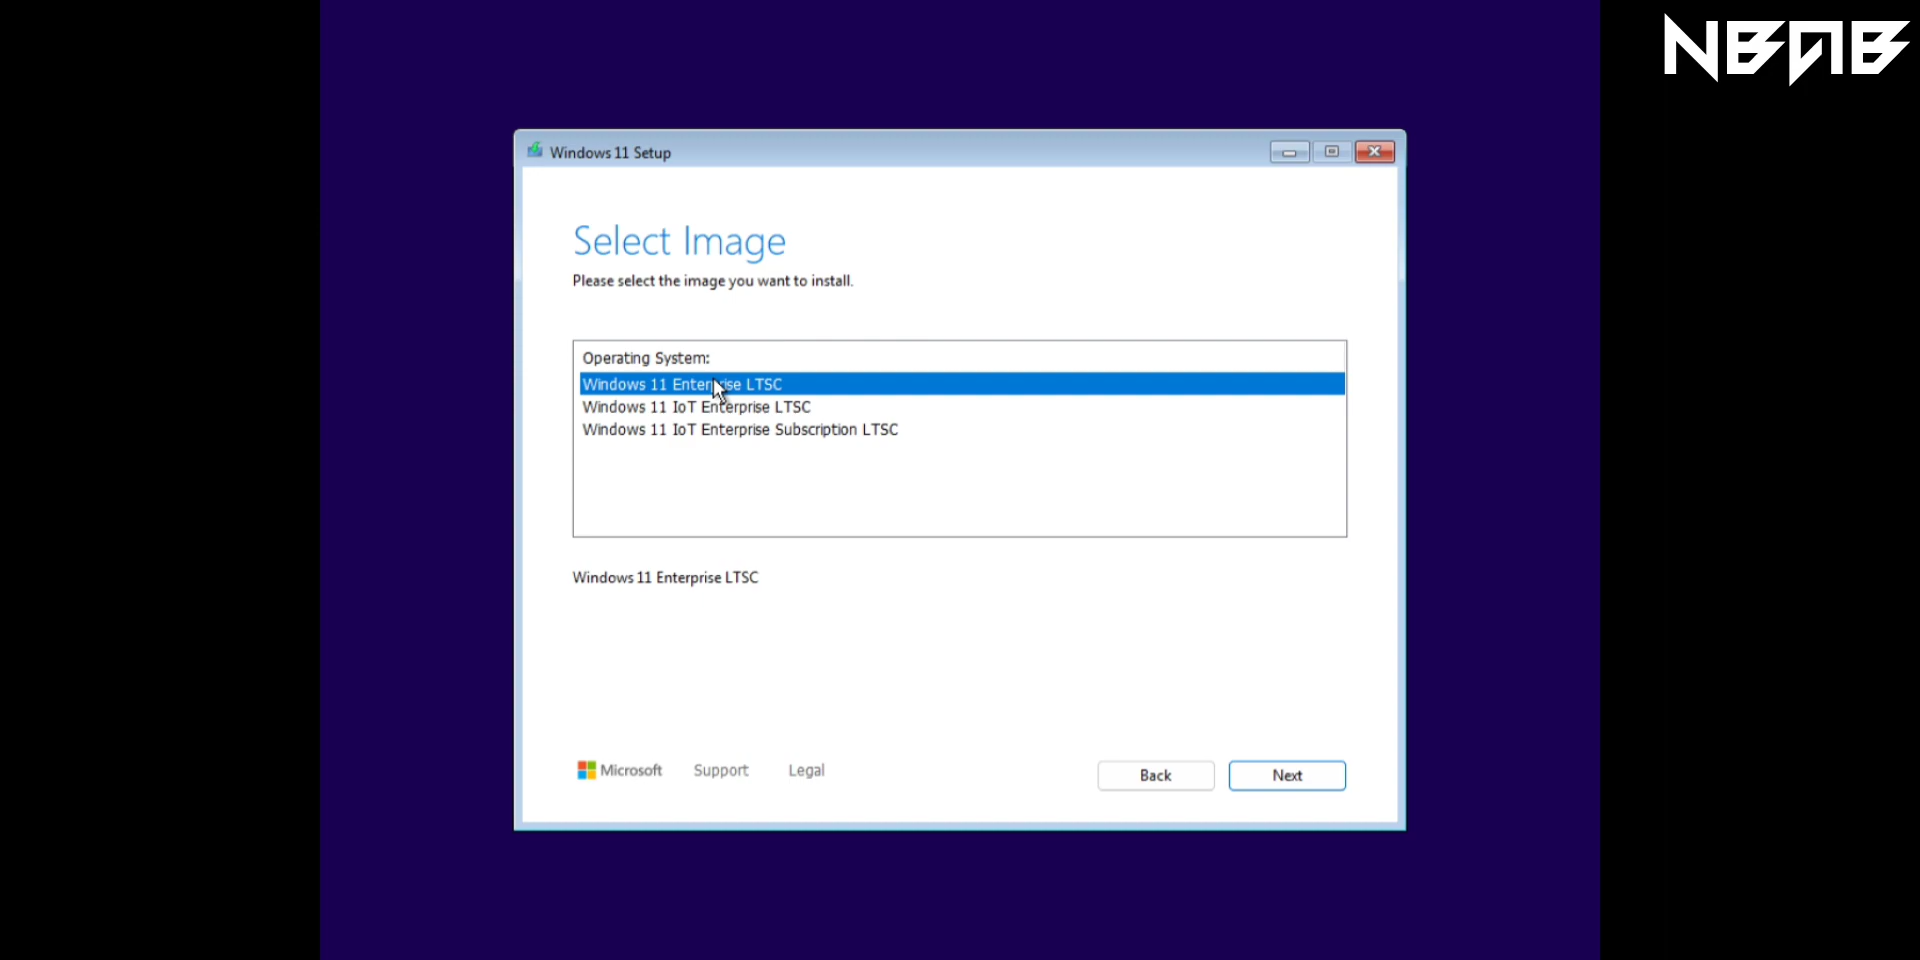 NBAB
Windows 11 Setup
Select Image
Please select the image you want to install.
Operating System:
Windows 11 Enterprise LTSC
Windows 11 IoT Enterprise LTSC
Windows 11 IoT Enterprise Subscription LTSC
Windows 11 Enterprise LTSC
Microsoft Support Legal
Back Next